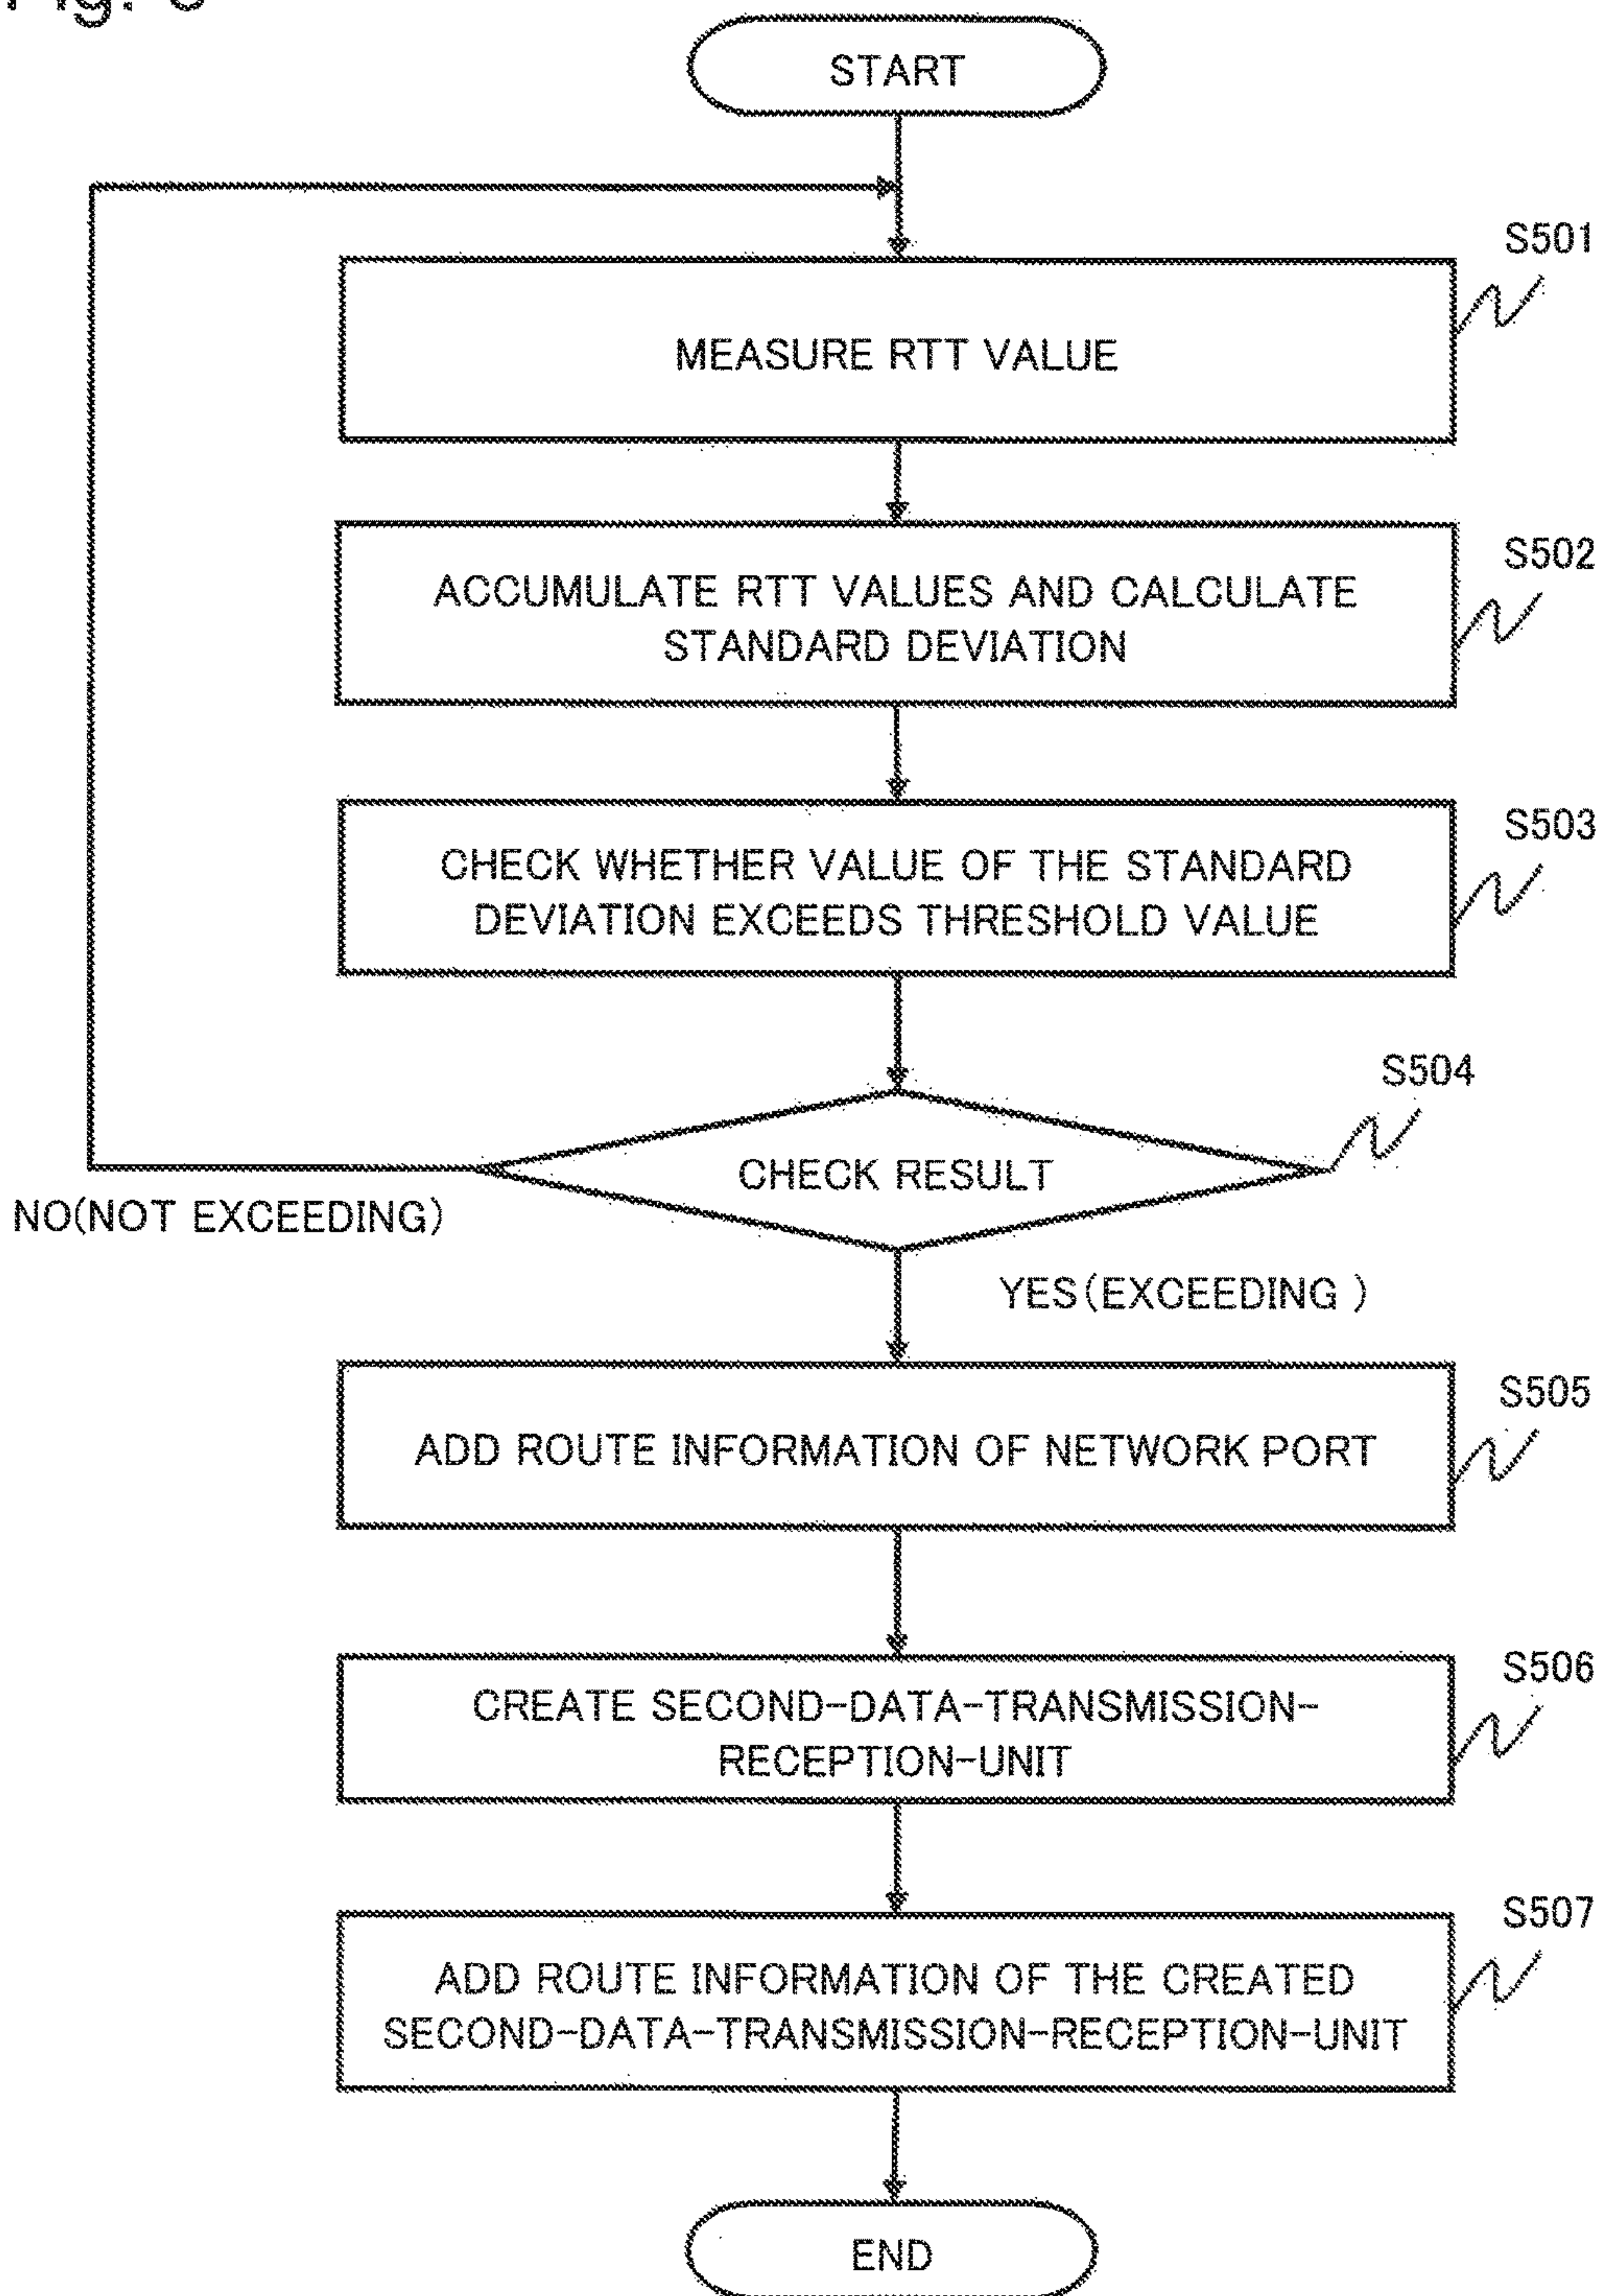 START
S501
MEASURE RTT VALUE
S502
ACCUMULATE RTT VALUES AND CALCULATE
STANDARD DEVIATION
S503
CHECK WHETHER VALUE OF THE STANDARD
DEVIATION EXCEEDS THRESHOLD VALUE
S504
CHECK RESULT
NO(NOT EXCEEDING)
YES(EXCEEDING )
S505
ADD ROUTE INFORMATION OF NETWORK PORT
S506
CREATE SECOND-DATA-TRANSMISSION-
RECEPTION-UNIT
S507
ADD ROUTE INFORMATION OF THE CREATED
SECOND-DATA-TRANSMISSION-RECEPTION-UNIT
END